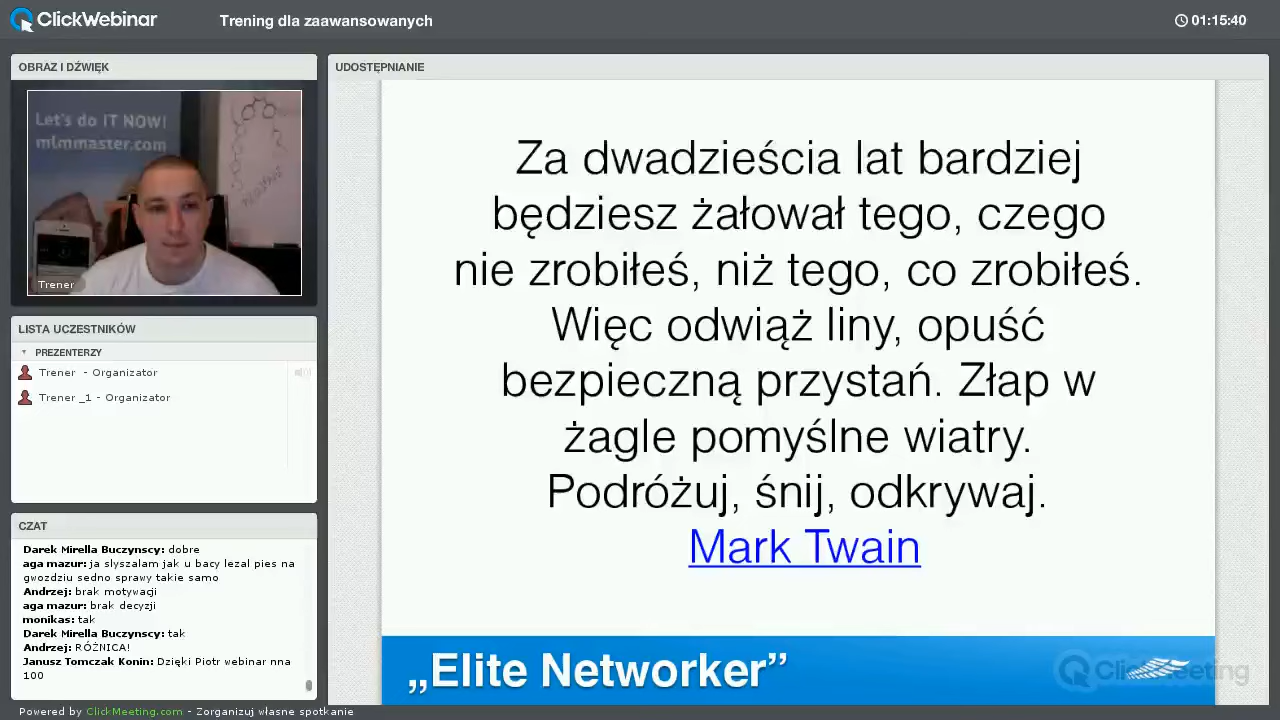 ClickWebinar
Trening dla zaawansowanych
01:15:40
OBRAZ I DŹWIĘK
Let's do IT NOW!
mlmmaster.com
Trener
LISTA UCZESTNIKÓW
PREZENTERZY
Trener - Organizator
Trener _1 - Organizator
CZAT
Darek Mirella Buczynscy: dobre
aga mazur: ja slyszalam jak u bacy lezal pies na
gwozdziu sedno sprawy takie samo
Andrzej: brak motywacji
aga mazur: brak decyzji
monikas: tak
Darek Mirella Buczynscy: tak
Andrzej: RÓŻNICA!
Janusz Tomczak Konin: Dzięki Piotr webinar nna
100
UDOSTĘPNIANIE
Za dwadzieścia lat bardziej
będziesz żałował tego, czego
nie zrobiłeś, niż tego, co zrobiłeś.
Więc odwiąż liny, opuść
bezpieczną przystań. Złap w
żagle pomyślne wiatry.
Podróżuj, śnij, odkrywaj.
Mark Twain
„Elite Networker”
ClickMeeting
Powered by ClickMeeting.com - Zorganizuj własne spotkanie